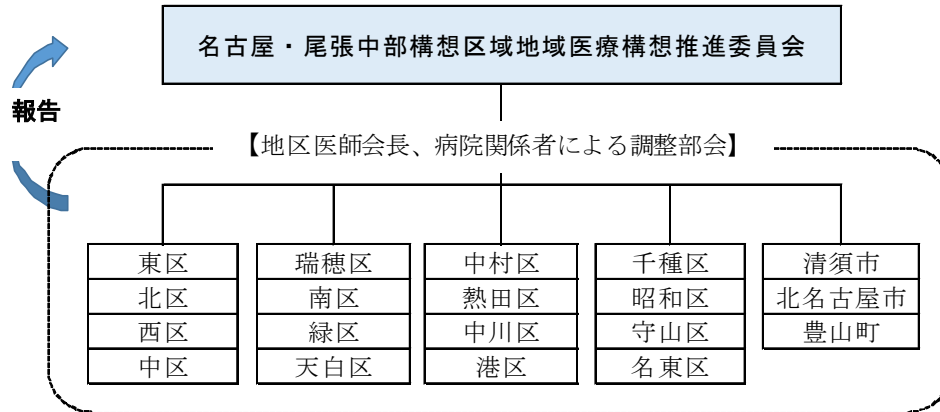 名古屋・尾張中部構想区域地域医療構想推進委員会
報告
【地区医師会長、病院関係者による調整部会】
東区
北区
西区
中区
瑞穂区
南区
緑区
天白区
中村区
熱田区
中川区
港区
千種区
昭和区
守山区
名東区
清須市
北名古屋市
豊山町